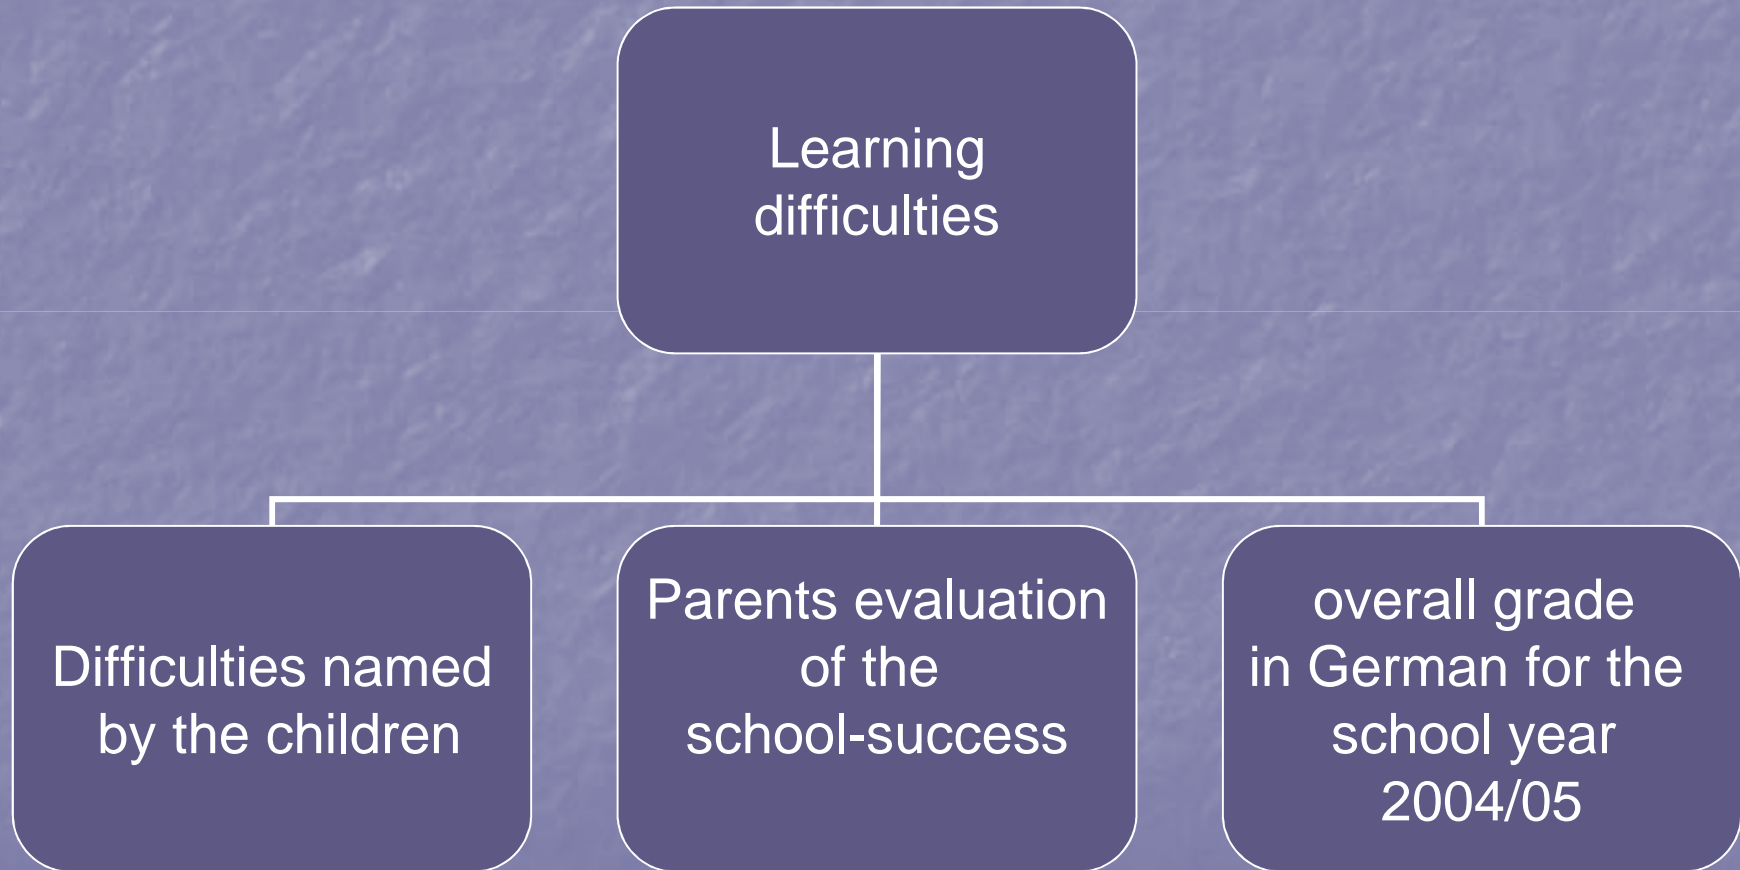 Learning
difficulties
Difficulties named
by the children
Parents evaluation
of the
school-success
overall grade
in German for the
school year
2004/05